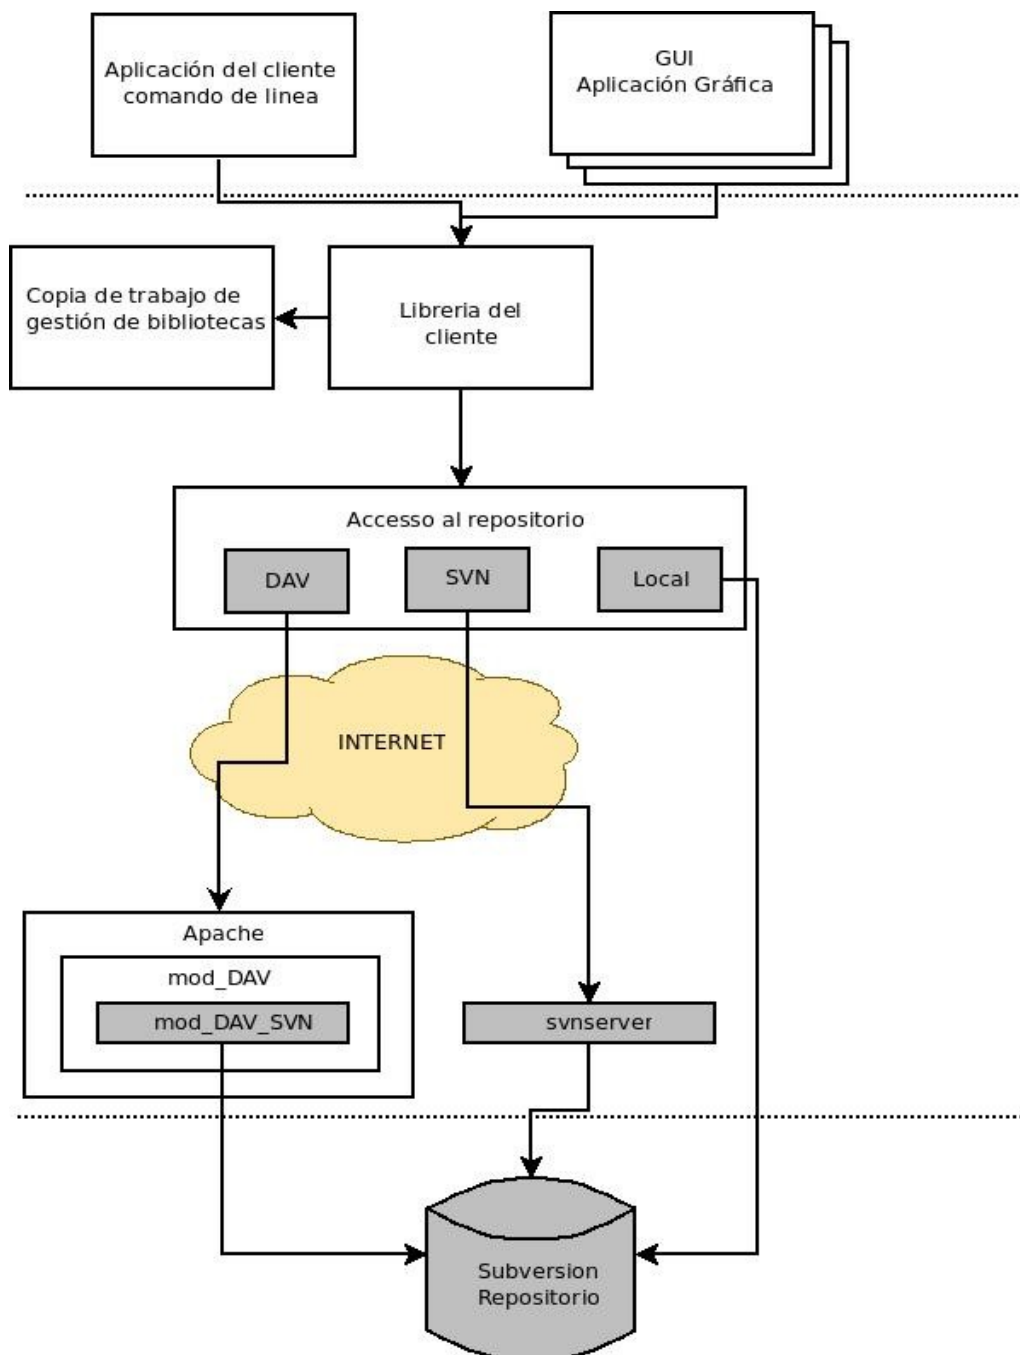 Aplicación del cliente
comando de linea
GUI
Aplicación Gráfica
Copia de trabajo de
gestión de bibliotecas
Libreria del
cliente
Accesso al repositorio
DAV
SVN
Local
INTERNET
Apache
mod_DAV
mod_DAV_SVN
svnserver
Subversion
Repositorio